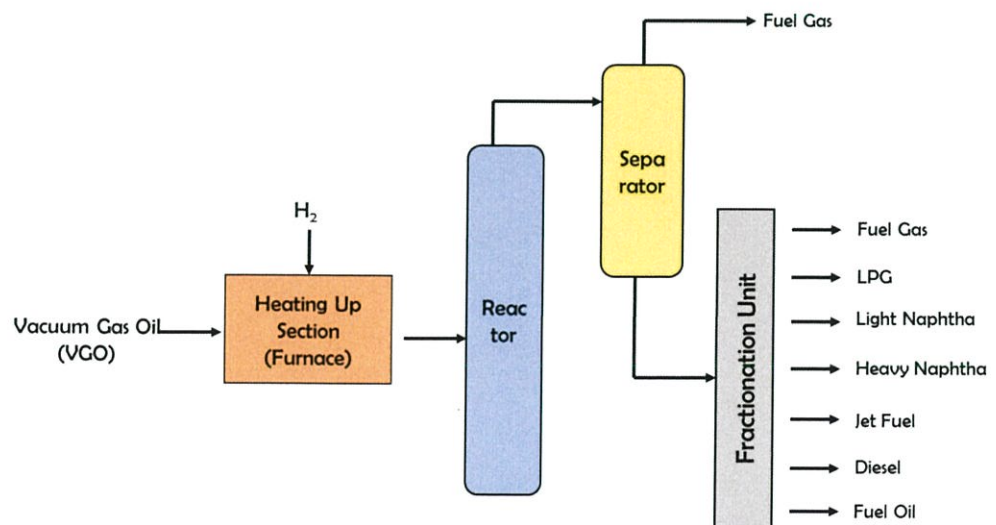 Fuel Gas
Sepa
rator
H₂
Vacuum Gas Oil
(VGO)
Heating Up
Section
(Furnace)
Reac
tor
Fractionation Unit
Fuel Gas
LPG
Light Naphtha
Heavy Naphtha
Jet Fuel
Diesel
Fuel Oil